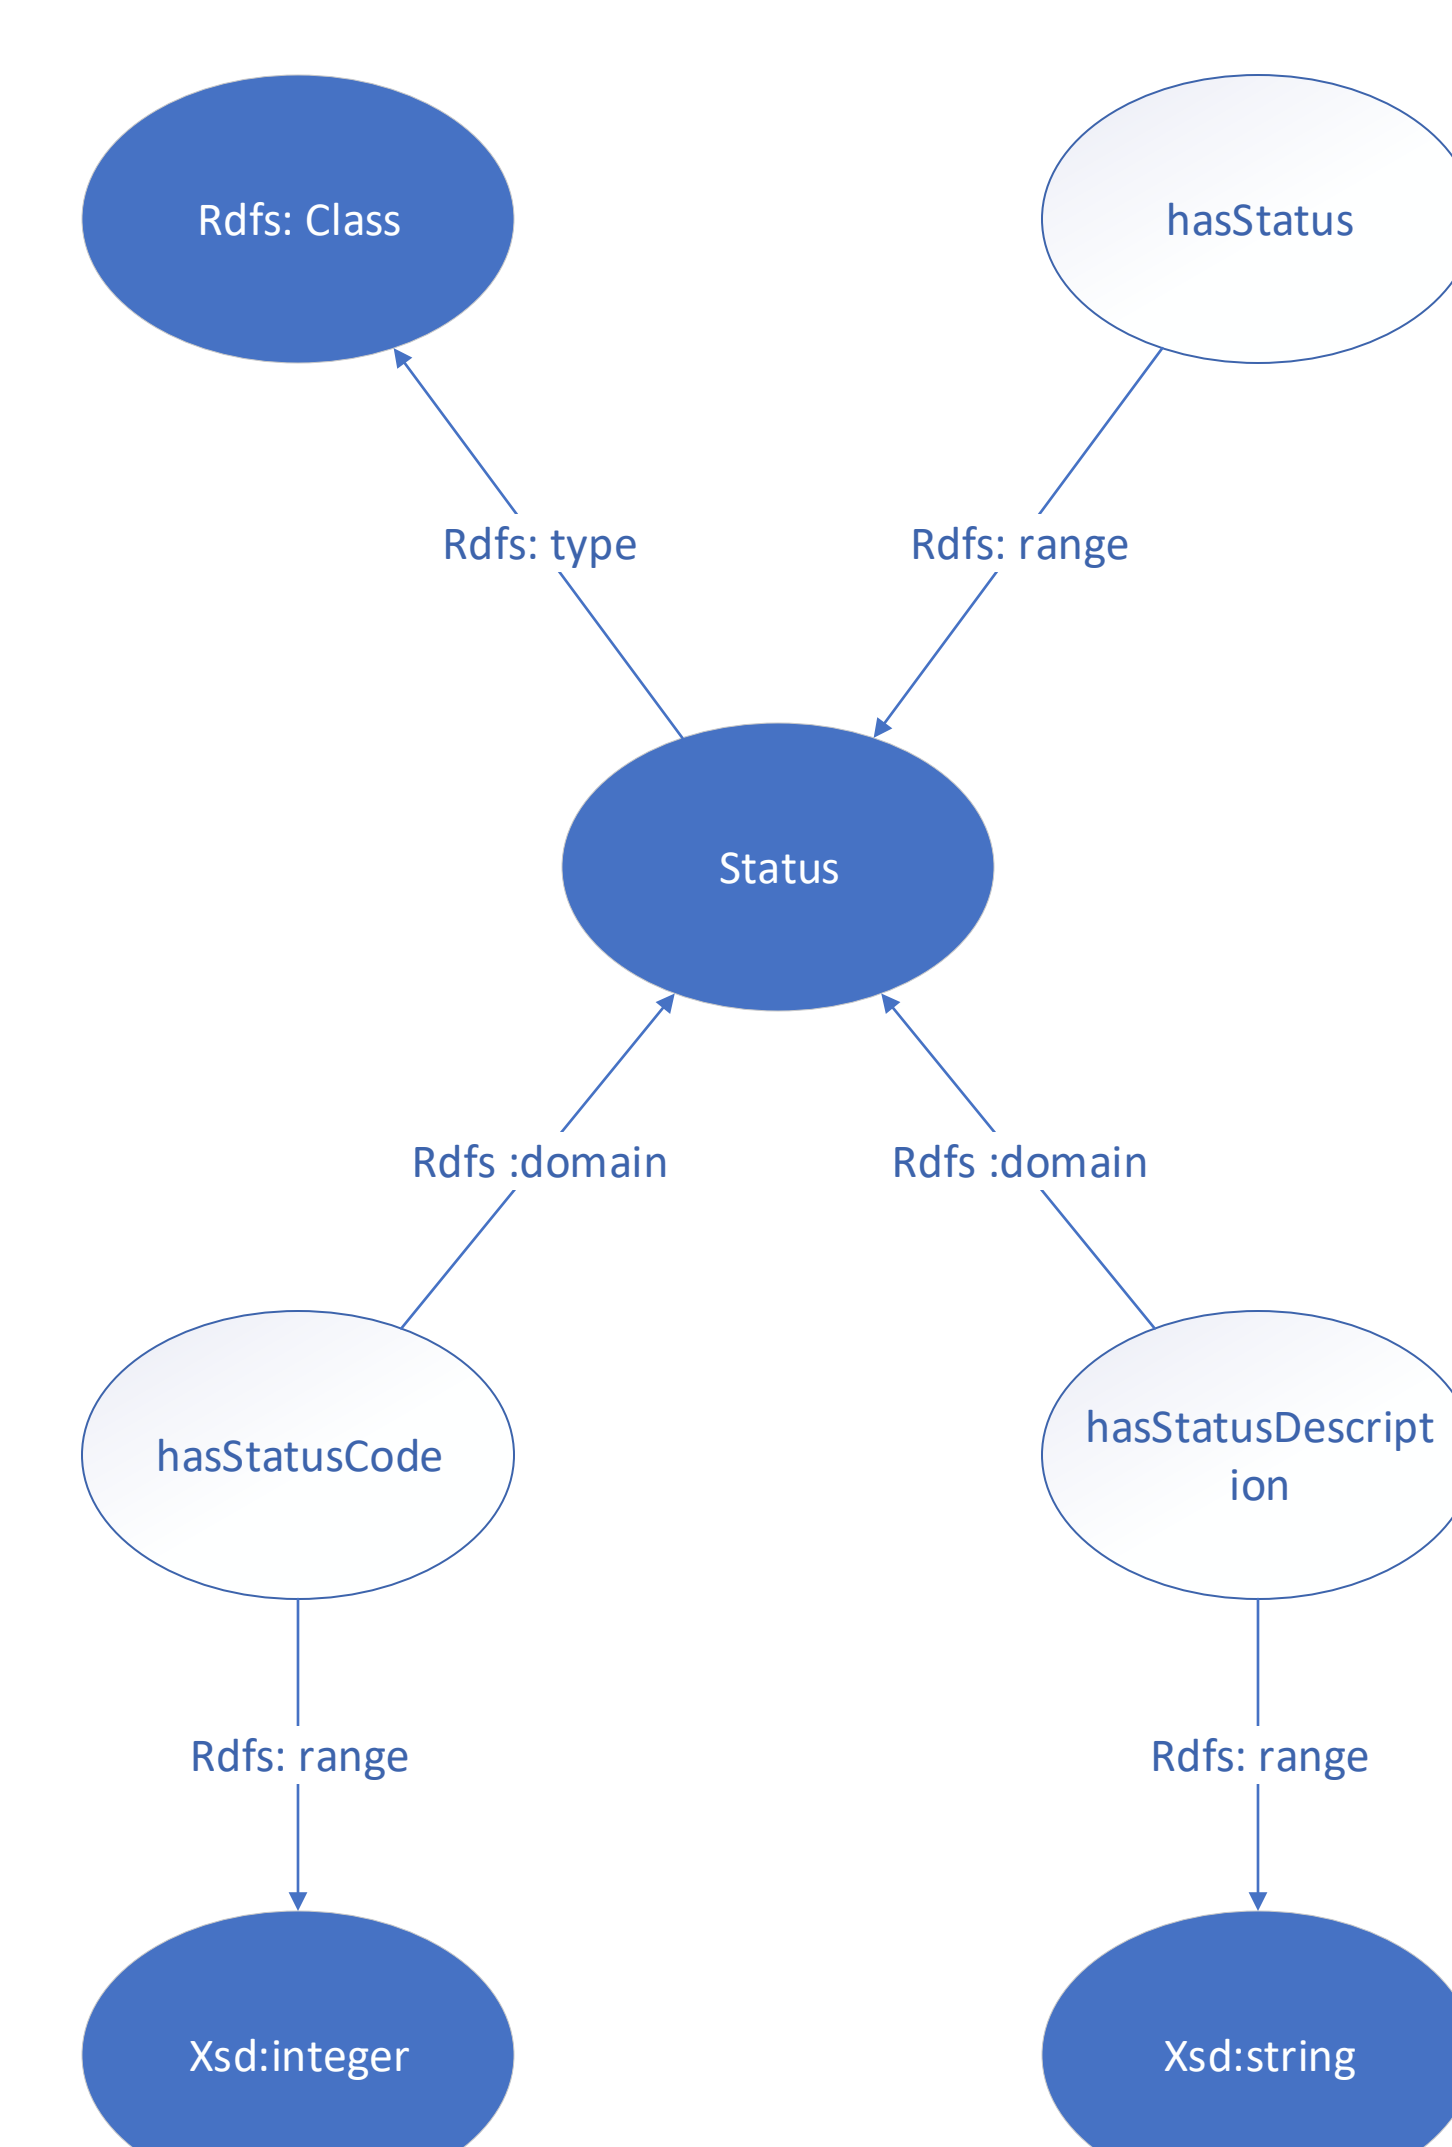 Rdfs: Class
hasStatus
Rdfs: type
Rdfs: range
Status
Rdfs :domain
Rdfs :domain
hasStatusCode
hasStatusDescript
ion
Rdfs: range
Rdfs: range
Xsd:integer
Xsd:string